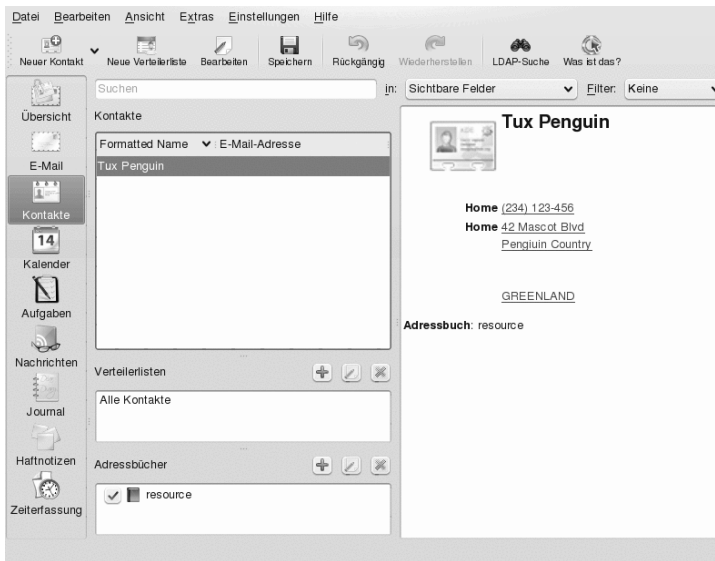 Datei Bearbeiten Ansicht Extras Einstellungen Hilfe
Neuer Kontakt Neue Verteilerliste Bearbeiten Speichern Rückgängig Wiederherstellen LDAP-Suche Was ist das?
Suchen in: Sichtbare Felder Filter: Keine
Übersicht
E-Mail
Kontakte
14
Kalender
Aufgaben
Nachrichten
Journal
Haftnotizen
Zeiterfassung
Kontakte
Formatted Name E-Mail-Adresse
Tux Penguin
Verteilerlisten
Alle Kontakte
Adressbücher
resource
Tux Penguin
Home (234) 123-456
Home 42 Mascot Blvd
Pengiuin Country
GREENLAND
Adressbuch: resource